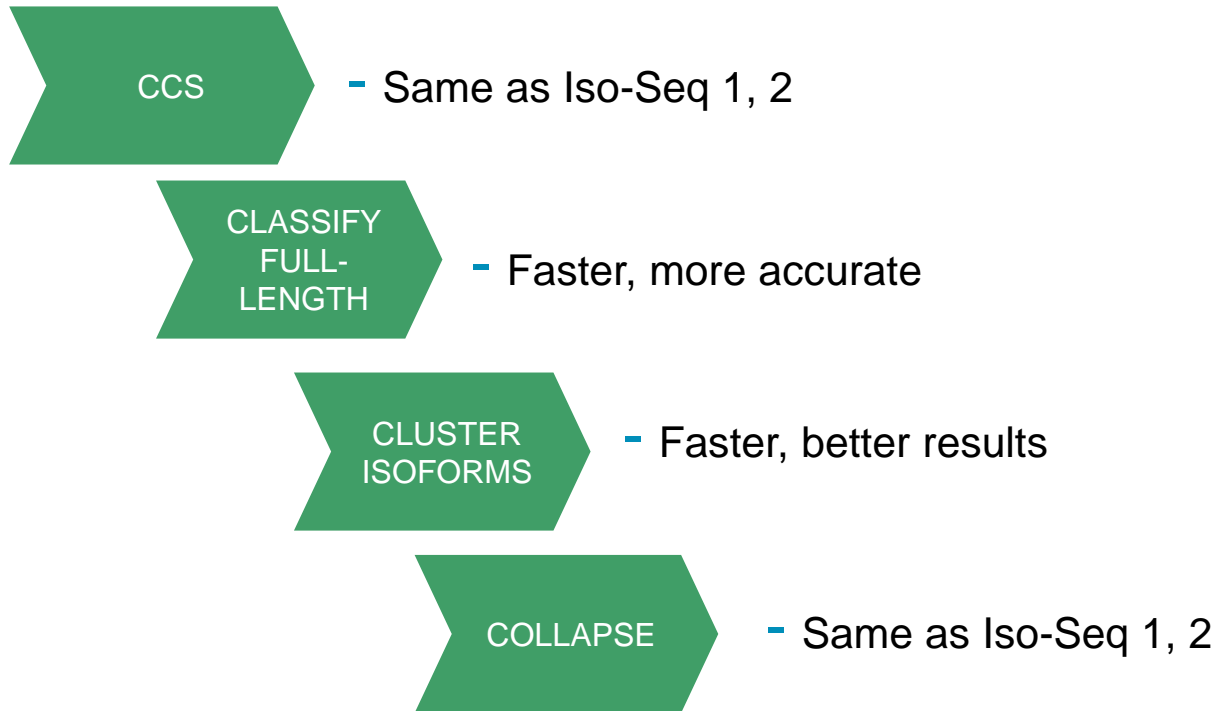 CCS
- Same as Iso-Seq 1, 2
CLASSIFY
FULL-
LENGTH
- Faster, more accurate
CLUSTER
ISOFORMS
- Faster, better results
COLLAPSE
- Same as Iso-Seq 1, 2